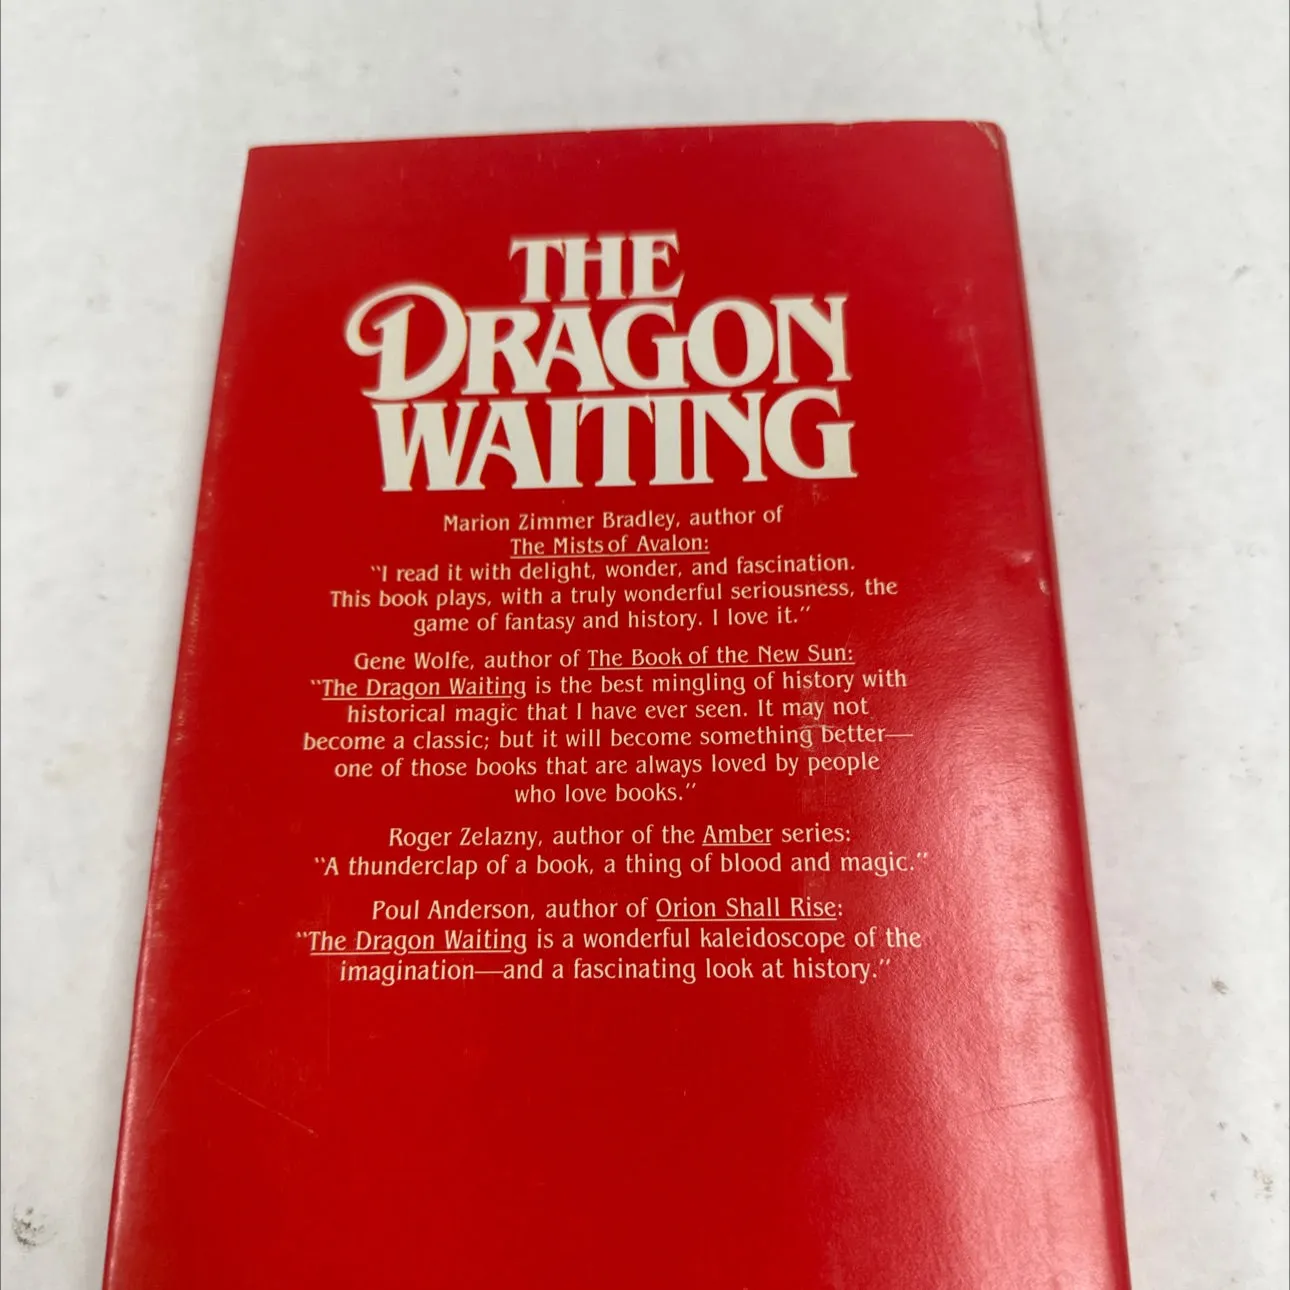 THE
DRAGON
WAITING
Marion Zimmer Bradley, author of
The Mists of Avalon:
"I read it with delight, wonder, and fascination.
This book plays, with a truly wonderful seriousness, the
game of fantasy and history. I love it."
Gene Wolfe, author of The Book of the New Sun:
"The Dragon Waiting is the best mingling of history with
historical magic that I have ever seen. It may not
become a classic; but it will become something better—
one of those books that are always loved by people
who love books."
Roger Zelazny, author of the Amber series:
"A thunderclap of a book, a thing of blood and magic."
Poul Anderson, author of Orion Shall Rise:
"The Dragon Waiting is a wonderful kaleidoscope of the
imagination—and a fascinating look at history."